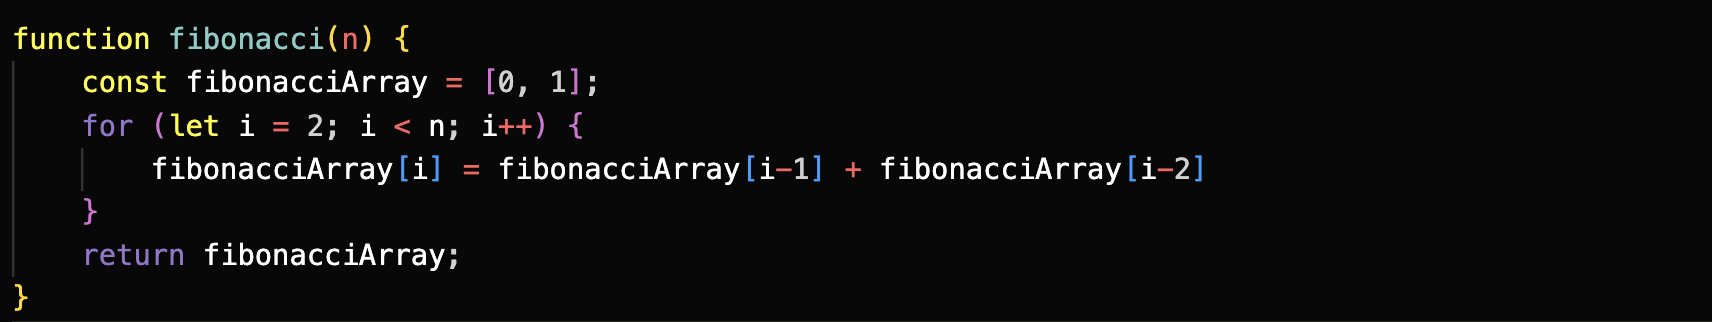 function fibonacci(n) {
    const fibonacciArray = [0, 1];
    for (let i = 2; i < n; i++) {
        fibonacciArray[i] = fibonacciArray[i-1] + fibonacciArray[i-2]
    }
    return fibonacciArray;
}